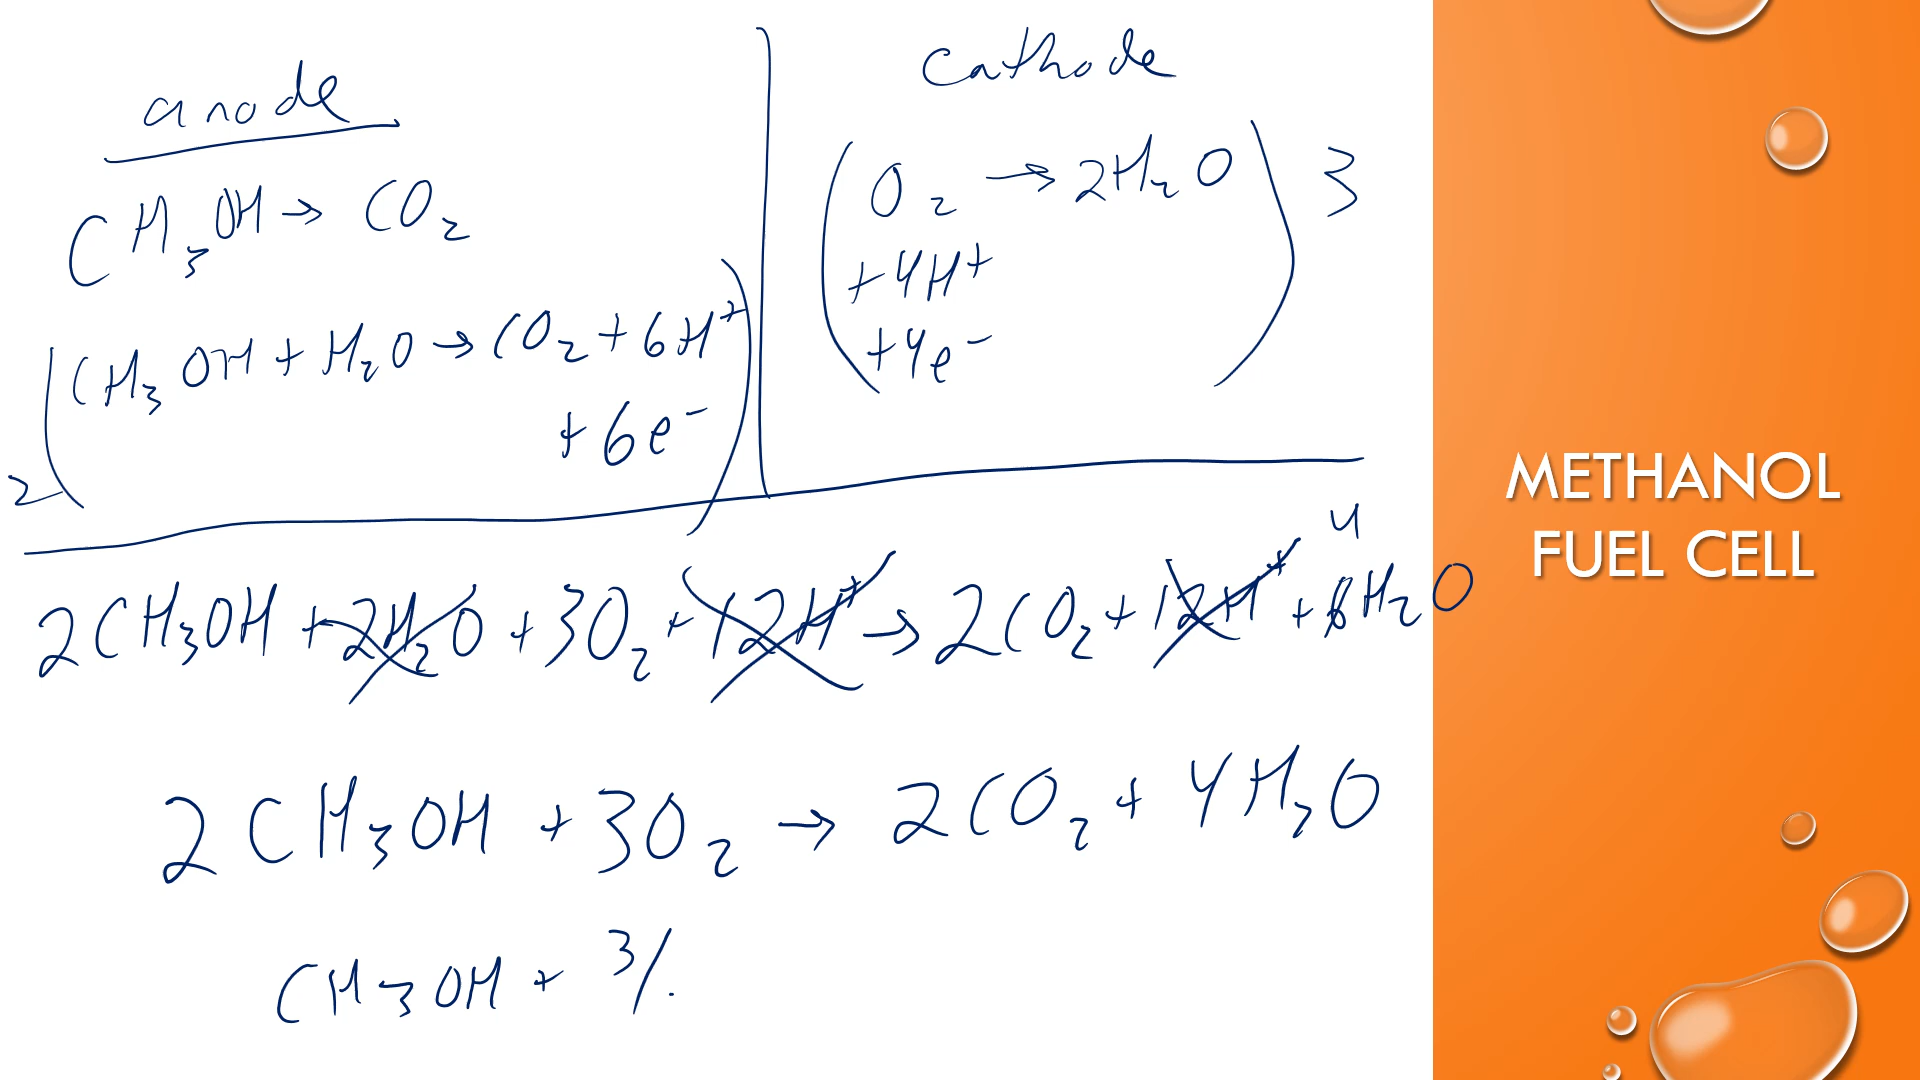 anode
CH₃OH → CO₂
2(CH₃OH + H₂O → CO₂ + 6H⁺
+ 6e⁻)
cathode
(O₂ → 2H₂O) 3
+4H⁺
+4e⁻
4
2CH₃OH + 2H₂O + 3O₂ + 12H⁺ → 2CO₂ + 12H⁺ + 6H₂O
2CH₃OH + 3O₂ → 2CO₂ + 4H₂O
CH₃OH + 3/
METHANOL
FUEL CELL